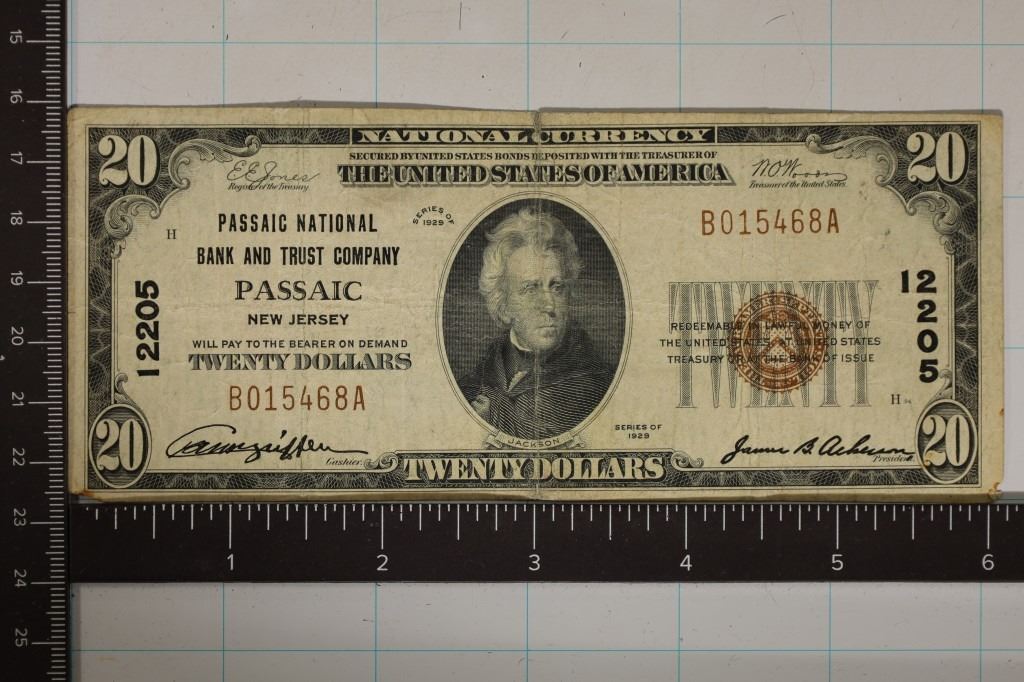 NATIONAL CURRENCY
SECURED BY UNITED STATES BONDS DEPOSITED WITH THE TREASURER OF
THE UNITED STATES OF AMERICA
20
20
E E Jones
Register of the Treasury
W.O. Woods
Treasurer of the United States
SERIES OF
1929
PASSAIC NATIONAL
BANK AND TRUST COMPANY
PASSAIC
NEW JERSEY
WILL PAY TO THE BEARER ON DEMAND
TWENTY DOLLARS
B015468A
H
12205
B015468A
TWENTY
REDEEMABLE IN LAWFUL MONEY OF
THE UNITED STATES AT UNITED STATES
TREASURY OR AT THE BANK OF ISSUE
12205
H
JACKSON
SERIES OF
1929
Cashier.
James B. Ackerman
President.
20
TWENTY DOLLARS
20
1 2 3 4 5 6
15
16
17
18
19
20
21
22
23
24
25